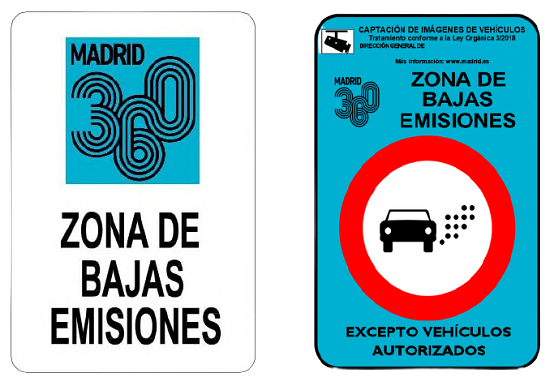 MADRID
360
ZONA DE
BAJAS
EMISIONES
CAPTACIÓN DE IMÁGENES DE VEHÍCULOS
Tratamiento conforme a la Ley Orgánica 3/2018
DIRECCIÓN GENERAL DE
Más información: www.madrid.es
MADRID
360
ZONA DE
BAJAS
EMISIONES
EXCEPTO VEHÍCULOS
AUTORIZADOS